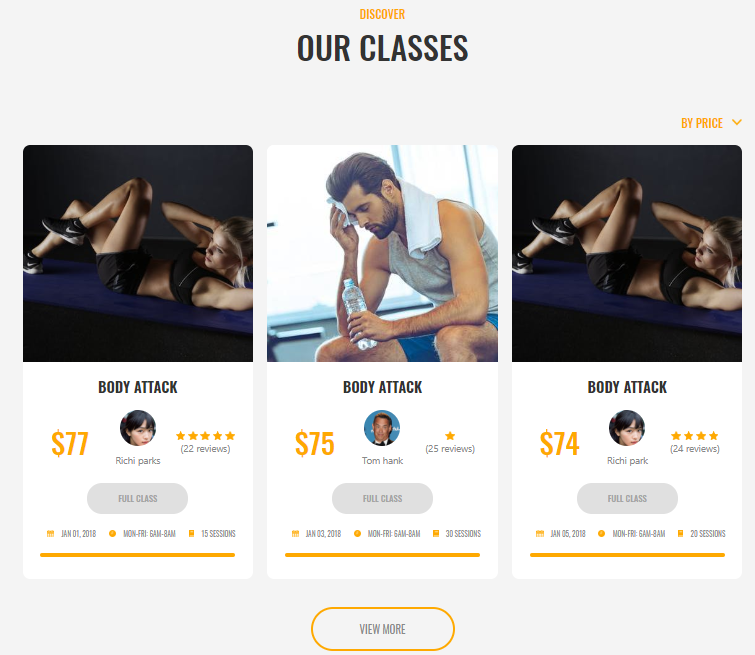 DISCOVER
OUR CLASSES
BY PRICE
BODY ATTACK
$77
Richi parks
(22 reviews)
FULL CLASS
JAN 01, 2018 MON-FRI: 6AM-8AM 15 SESSIONS
BODY ATTACK
$75
Tom hank
(25 reviews)
FULL CLASS
JAN 03, 2018 MON-FRI: 6AM-8AM 30 SESSIONS
BODY ATTACK
$74
Richi park
(24 reviews)
FULL CLASS
JAN 05, 2018 MON-FRI: 6AM-8AM 20 SESSIONS
VIEW MORE